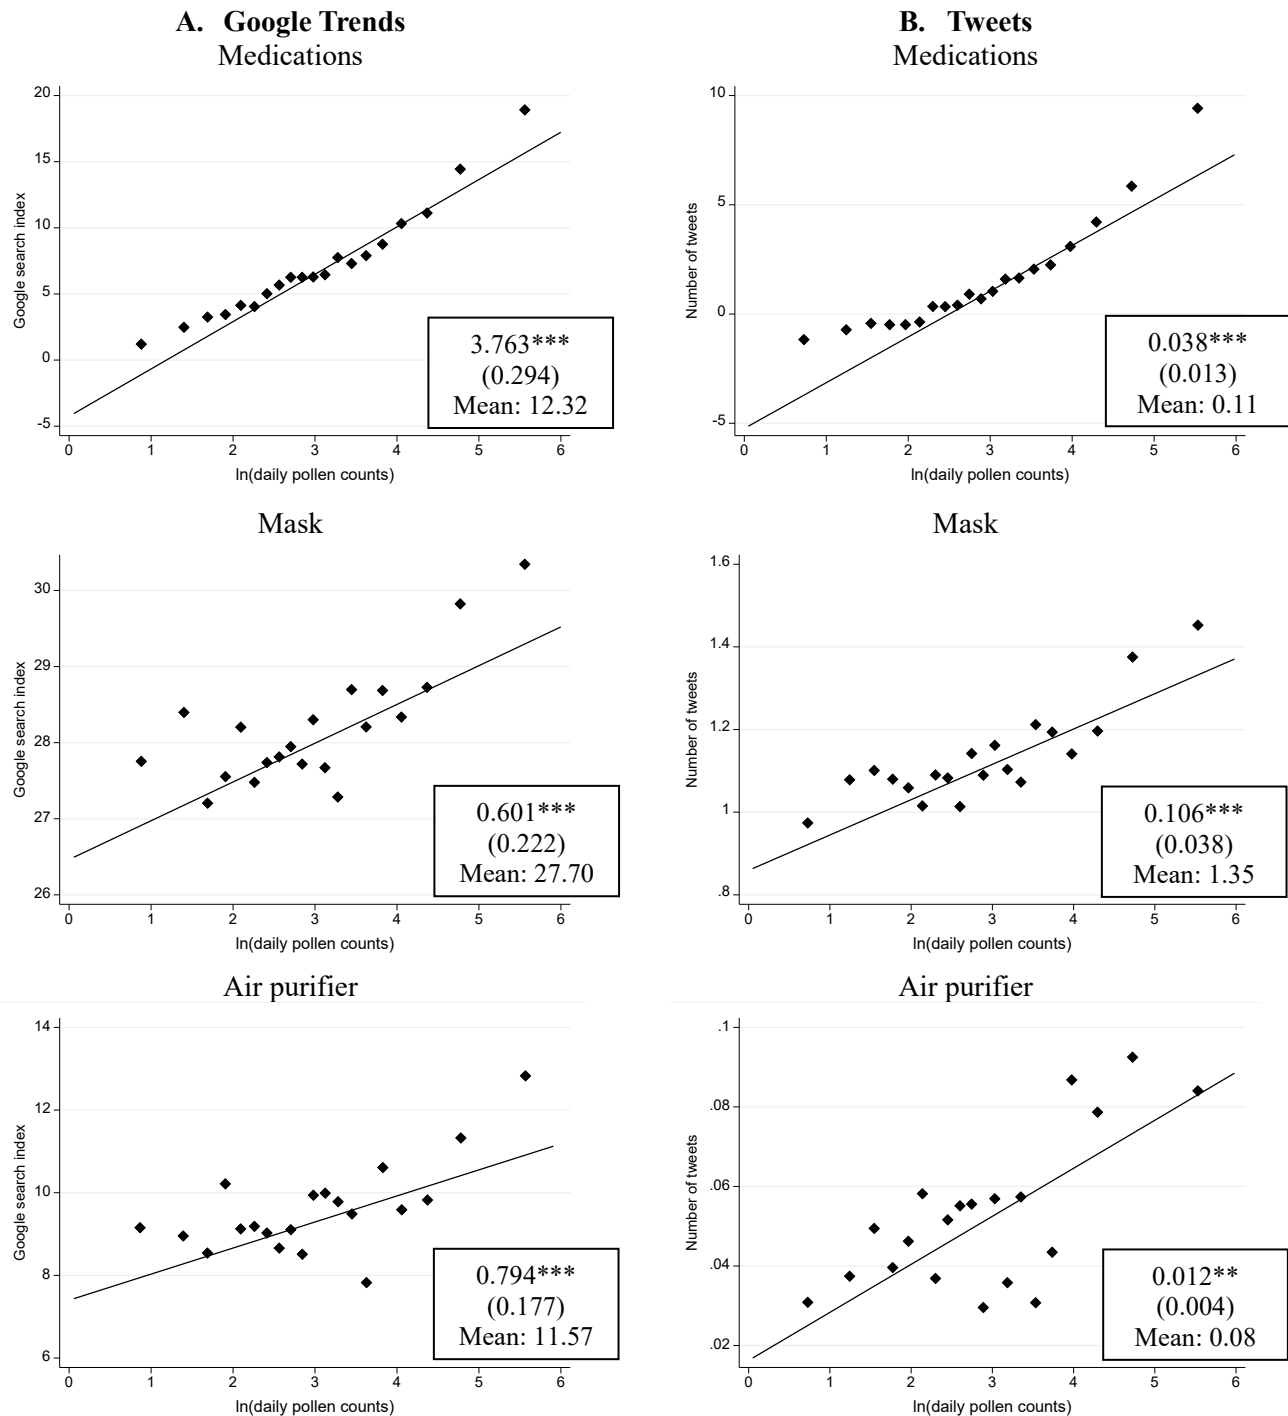 A. Google Trends
Medications
Google search index
20
15
10
5
0
-5
0 1 2 3 4 5 6
ln(daily pollen counts)
3.763***
(0.294)
Mean: 12.32
B. Tweets
Medications
Number of tweets
10
5
0
-5
0 1 2 3 4 5 6
ln(daily pollen counts)
0.038***
(0.013)
Mean: 0.11
Mask
Google search index
30
29
28
27
26
0 1 2 3 4 5 6
ln(daily pollen counts)
0.601***
(0.222)
Mean: 27.70
Mask
Number of tweets
1.6
1.4
1.2
1
.8
0 1 2 3 4 5 6
ln(daily pollen counts)
0.106***
(0.038)
Mean: 1.35
Air purifier
Google search index
14
12
10
8
6
0 1 2 3 4 5 6
ln(daily pollen counts)
0.794***
(0.177)
Mean: 11.57
Air purifier
Number of tweets
.1
.08
.06
.04
.02
0 1 2 3 4 5 6
ln(daily pollen counts)
0.012**
(0.004)
Mean: 0.08